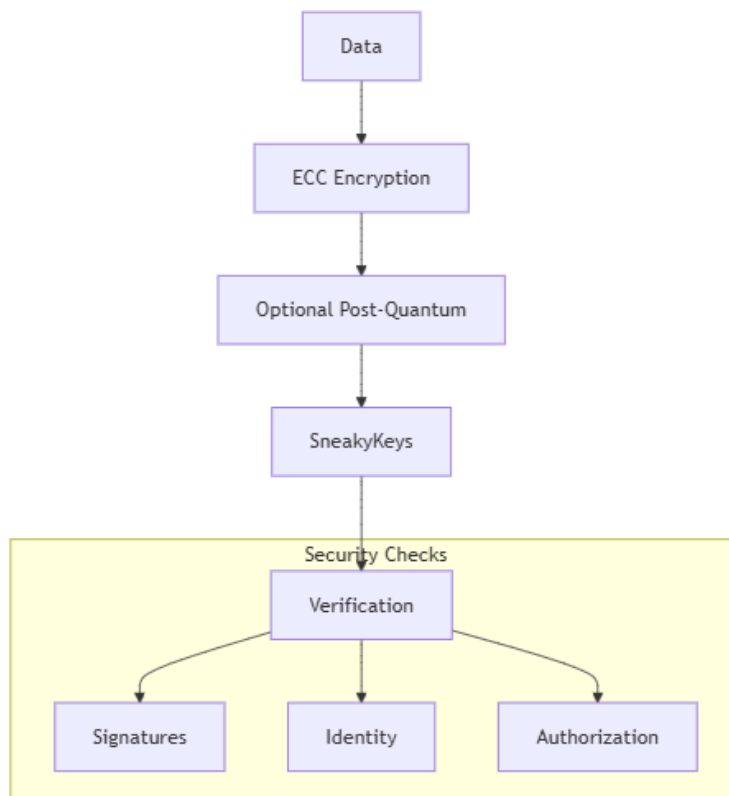 Data
ECC Encryption
Optional Post-Quantum
SneakyKeys
Security Checks
Verification
Signatures
Identity
Authorization